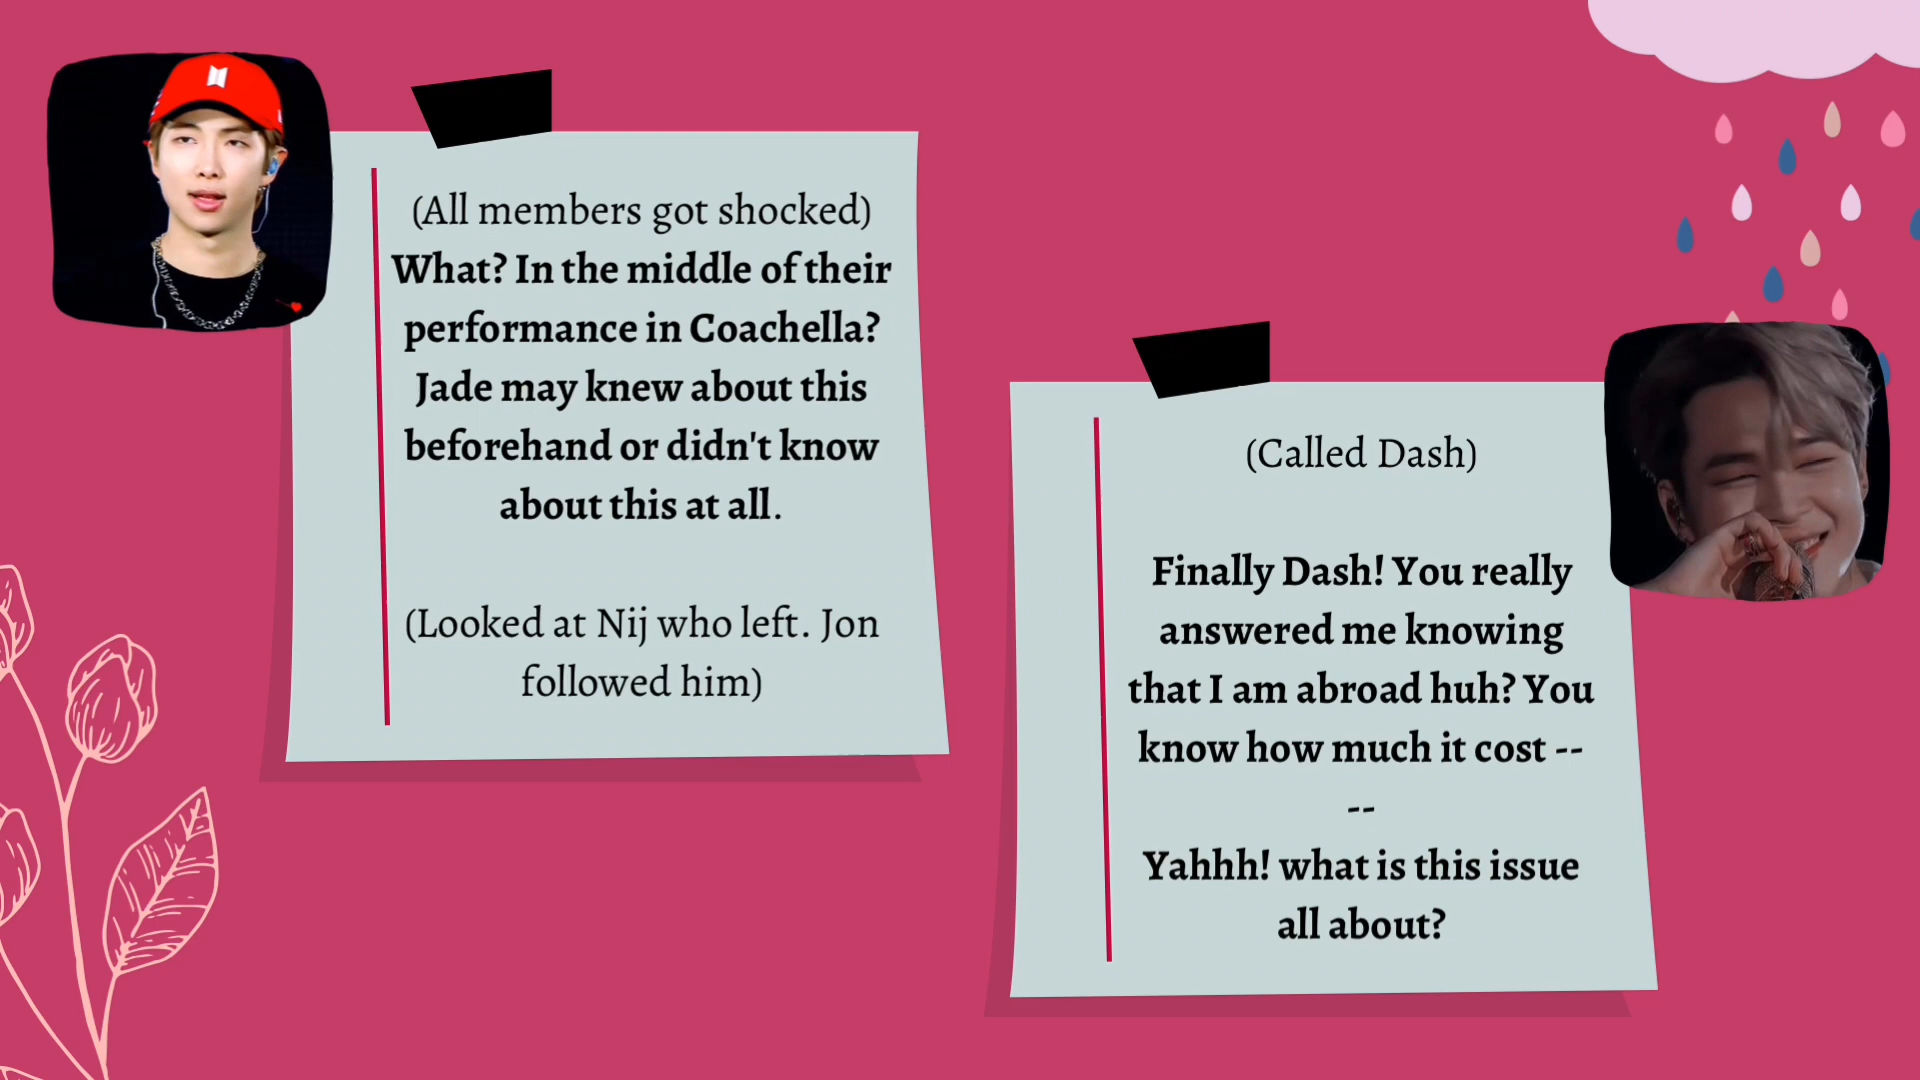 (All members got shocked)
What? In the middle of their
performance in Coachella?
Jade may knew about this
beforehand or didn't know
about this at all.
(Looked at Nij who left. Jon
followed him)
(Called Dash)
Finally Dash! You really
answered me knowing
that I am abroad huh? You
know how much it cost --
--
Yahhh! what is this issue
all about?